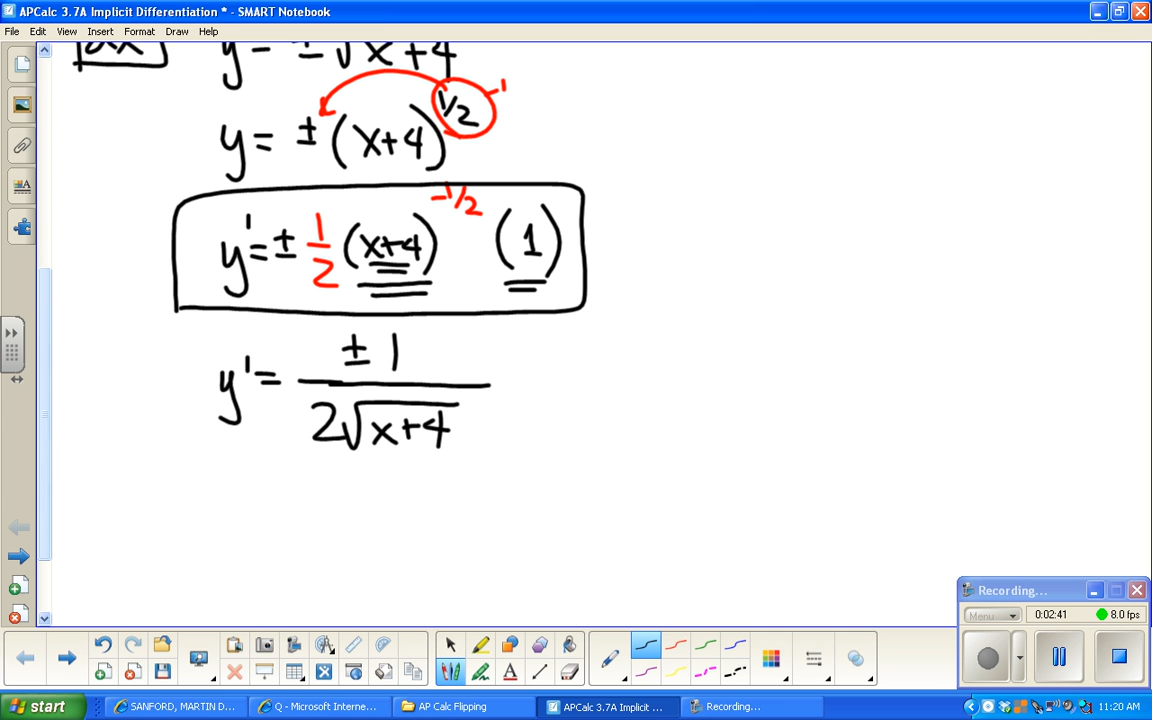 APCalc 3.7A Implicit Differentiation * - SMART Notebook
File Edit View Insert Format Draw Help
dx y = ± √x+4
y = ± (x+4)^1/2 -1
y' = ± 1/2 (x+4)^-1/2 (1)
y' = ± 1 / 2√x+4
Recording...
Menu 0:02:41 8.0 fps
start SANFORD, MARTIN D... Q - Microsoft Interne... AP Calc Flipping APCalc 3.7A Implicit ... Recording... 11:20 AM